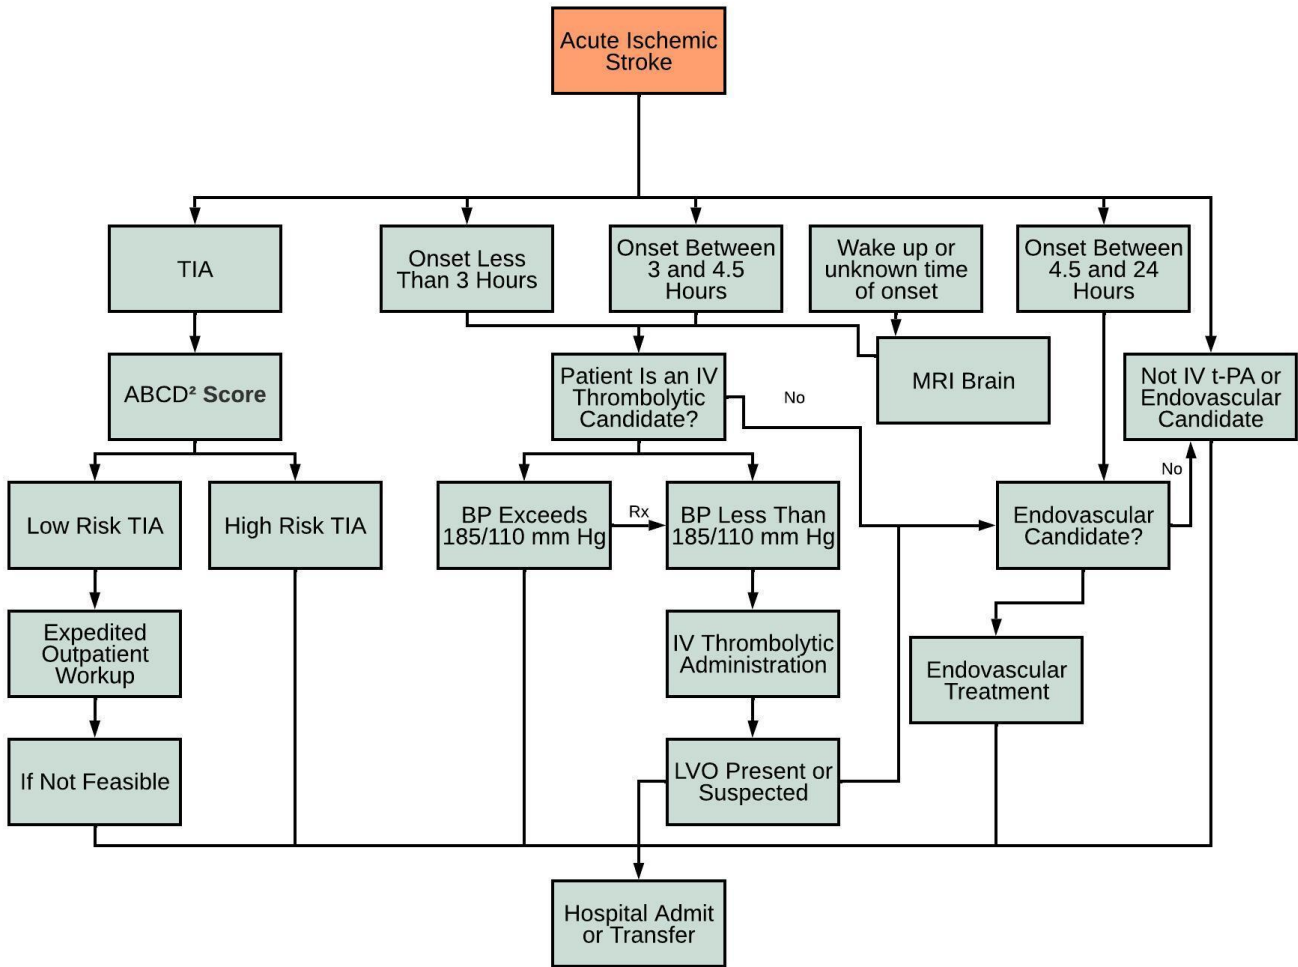 Acute Ischemic
Stroke
TIA
Onset Less
Than 3 Hours
Onset Between
3 and 4.5
Hours
Wake up or
unknown time
of onset
Onset Between
4.5 and 24
Hours
ABCD² Score
Patient Is an IV
Thrombolytic
Candidate?
No
MRI Brain
Not IV t-PA or
Endovascular
Candidate
No
Low Risk TIA
High Risk TIA
BP Exceeds
185/110 mm Hg
Rx
BP Less Than
185/110 mm Hg
Endovascular
Candidate?
Expedited
Outpatient
Workup
IV Thrombolytic
Administration
Endovascular
Treatment
If Not Feasible
LVO Present or
Suspected
Hospital Admit
or Transfer